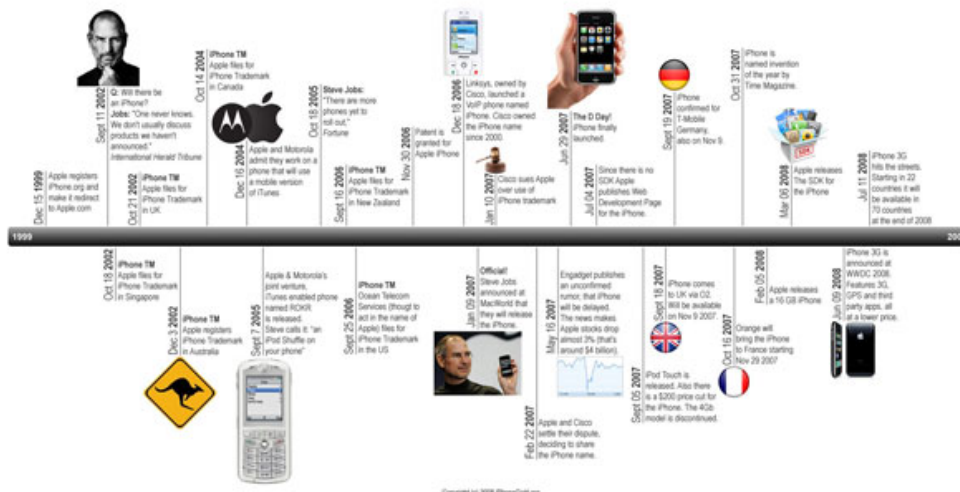 Dec 15 1999
Apple registers
iPhone.org and
make it redirect
to Apple.com
Sept 11 2002
Q: Will there be
an iPhone?
Jobs: "One never knows.
We don't usually discuss
products we haven't
announced."
International Herald Tribune
Oct 21 2002
iPhone TM
Apple files for
iPhone Trademark
in UK
Oct 14 2004
iPhone TM
Apple files for
iPhone Trademark
in Canada
Dec 16 2004
Apple and Motorola
admit they work on a
phone that will use
a mobile version
of iTunes
Oct 18 2005
Steve Jobs:
"There are more
phones yet to
roll out,"
Fortune
Sept 16 2006
iPhone TM
Apple files for
iPhone Trademark
in New Zealand
Nov 30 2006
Patent is
granted for
Apple iPhone
Dec 18 2006
Linksys, owned by
Cisco, launched a
VoIP phone named
iPhone. Cisco owned
the iPhone name
since 2000.
Jan 10 2007
Cisco sues Apple
over use of
iPhone trademark
Jun 29 2007
The D Day!
iPhone finally
launched.
Jul 04 2007
Since there is no
SDK Apple
publishes Web
Development Page
for the iPhone.
Sept 19 2007
iPhone
confirmed for
T-Mobile
Germany,
also on Nov 9.
Oct 31 2007
iPhone is
named invention
of the year by
Time Magazine.
Mar 06 2008
Apple releases
The SDK for
the iPhone
Jul 11 2008
iPhone 3G
hits the streets.
Starting in 22
countries it will
be available in
70 countries
at the end of 2008
1999
200
Oct 18 2002
iPhone TM
Apple files for
iPhone Trademark
in Singapore
Dec 3 2002
iPhone TM
Apple registers
iPhone Trademark
in Australia
Sept 7 2005
Apple & Motorola's
joint venture,
iTunes enabled phone
named ROKR
is released.
Steve calls it: "an
iPod Shuffle on
your phone"
Sept 25 2006
iPhone TM
Ocean Telecom
Services (thougt to
act in the name of
Apple) files for
iPhone Trademark
in the US
Jan 09 2007
Official!
Steve Jobs
announced at
MacWorld that
they will release
the iPhone.
Feb 22 2007
Apple and Cisco
settle their dispute,
deciding to share
the iPhone name.
May 16 2007
Engadget publishes
an unconfirmed
rumor, that iPhone
will be delayed.
The news makes
Apple stocks drop
almost 3% (that's
around $4 billion).
Sept 05 2007
iPod Touch is
released. Also there
is a $200 price cut for
the iPhone. The 4Gb
model is discontinued.
Sept 18 2007
iPhone comes
to UK via O2.
Will be available
on Nov 9 2007.
Oct 16 2007
Orange will
bring the iPhone
to France starting
Nov 29 2007
Feb 05 2008
Apple releases
a 16 GB iPhone
Jun 09 2008
iPhone 3G is
announced at
WWDC 2008.
Features 3G,
GPS and third
party apps, all
at a lower price.